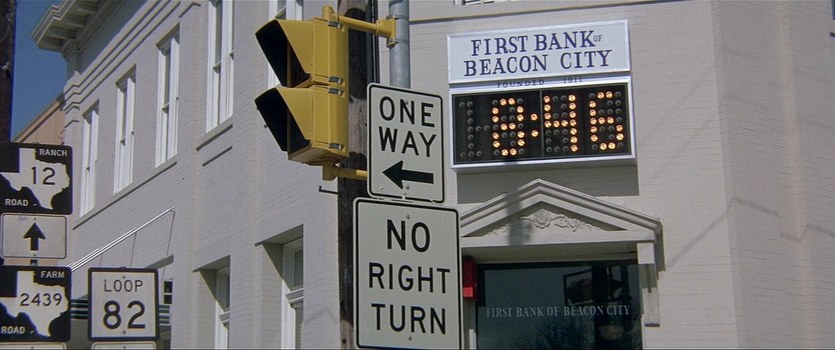 FIRST BANK OF
BEACON CITY
FOUNDED 1911
8:46
ONE
WAY
NO
RIGHT
TURN
RANCH
12
ROAD
FARM
2439
ROAD
LOOP
82
FIRST BANK OF BEACON CITY